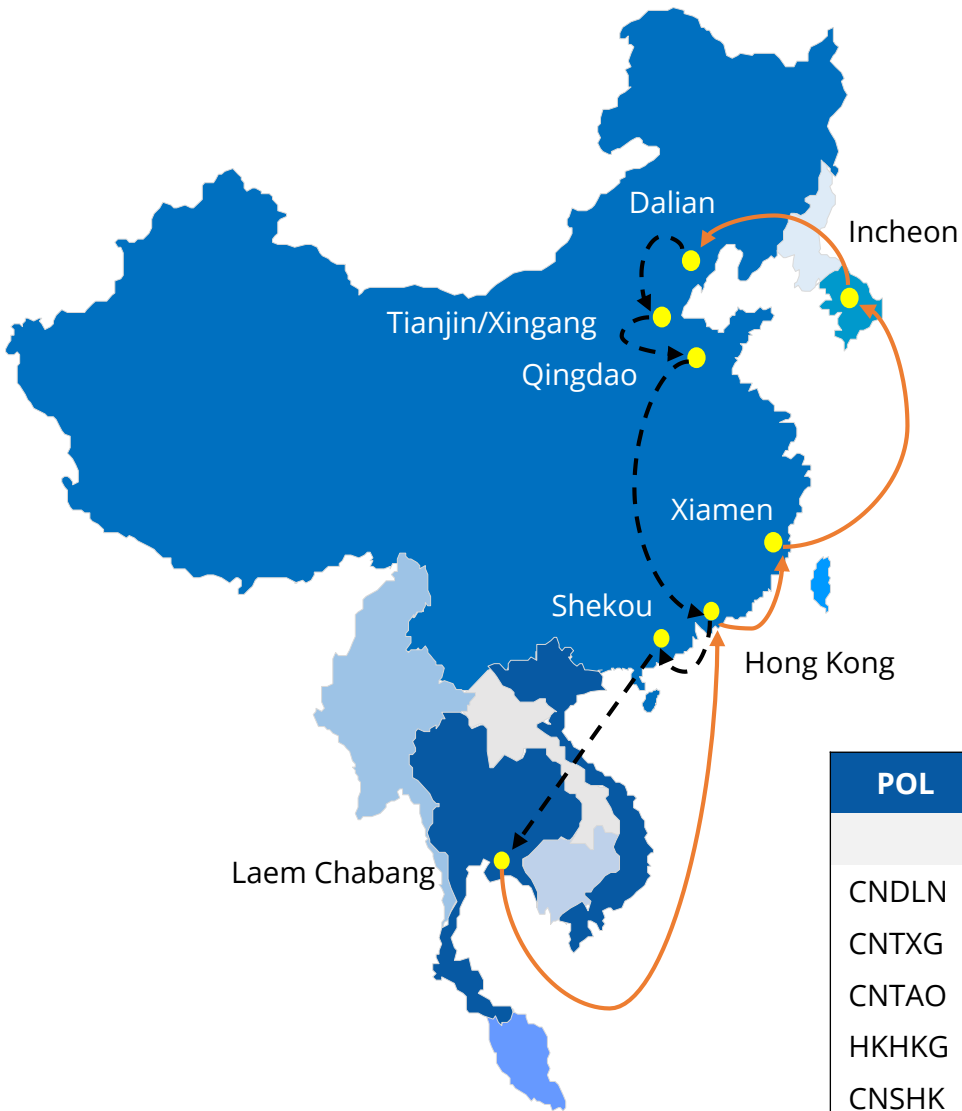 Dalian
Incheon
Tianjin/Xingang
Qingdao
Xiamen
Shekou
Hong Kong
Laem Chabang
POL
CNDLN
CNTXG
CNTAO
HKHKG
CNSHK